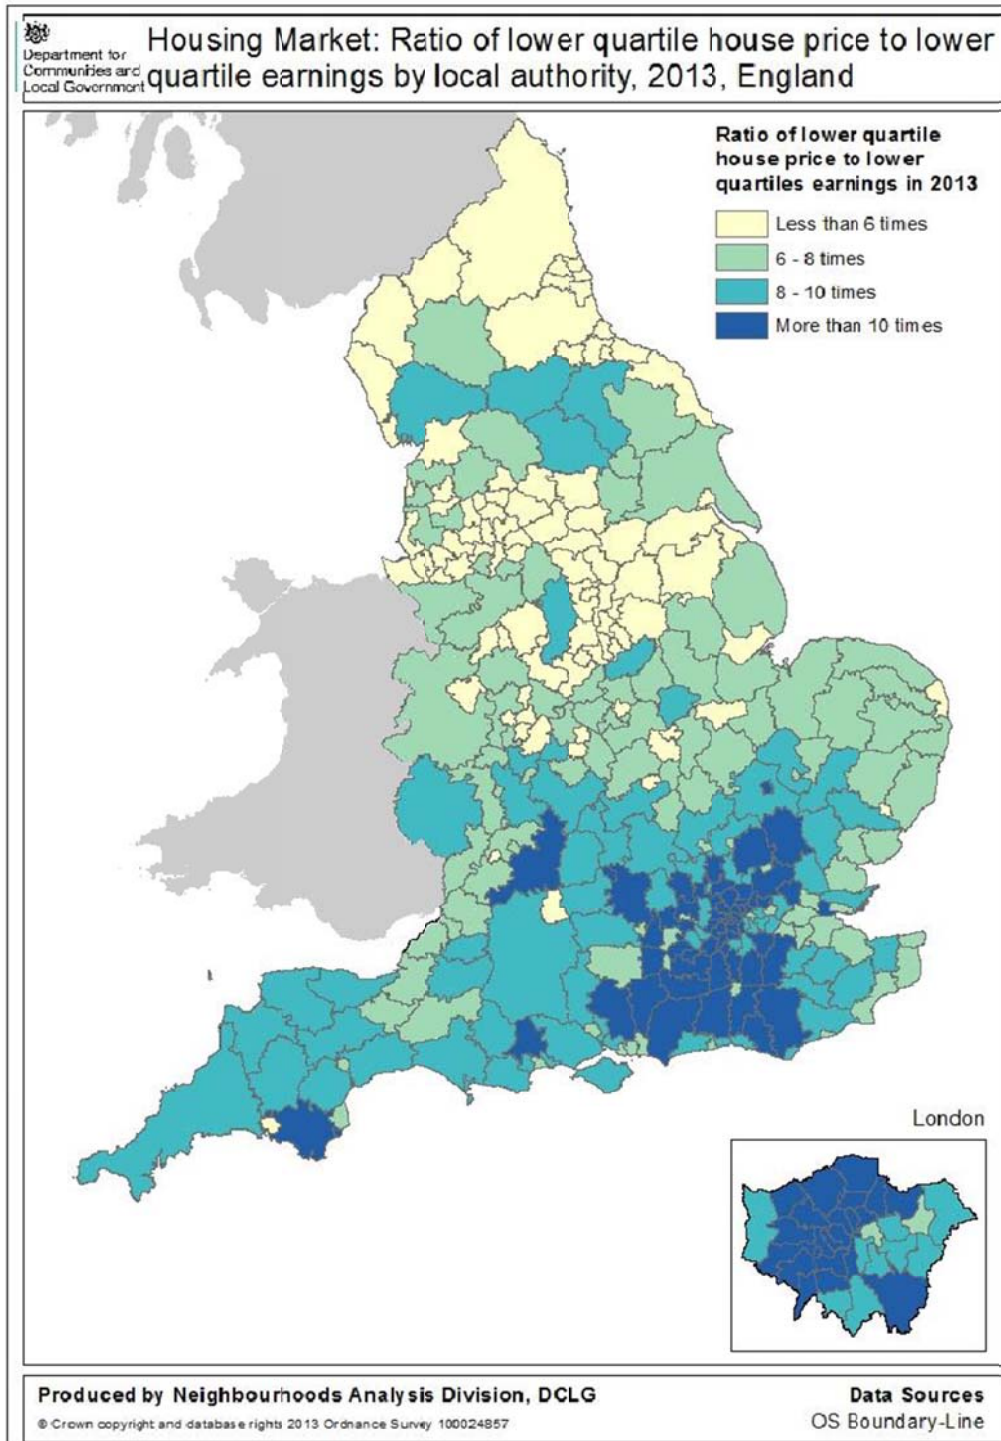 Department for
Communities and
Local Government
Housing Market: Ratio of lower quartile house price to lower
quartile earnings by local authority, 2013, England
Ratio of lower quartile
house price to lower
quartiles earnings in 2013
Less than 6 times
6 - 8 times
8 - 10 times
More than 10 times
London
Produced by Neighbourhoods Analysis Division, DCLG
© Crown copyright and database rights 2013 Ordnance Survey 100024857
Data Sources
OS Boundary-Line